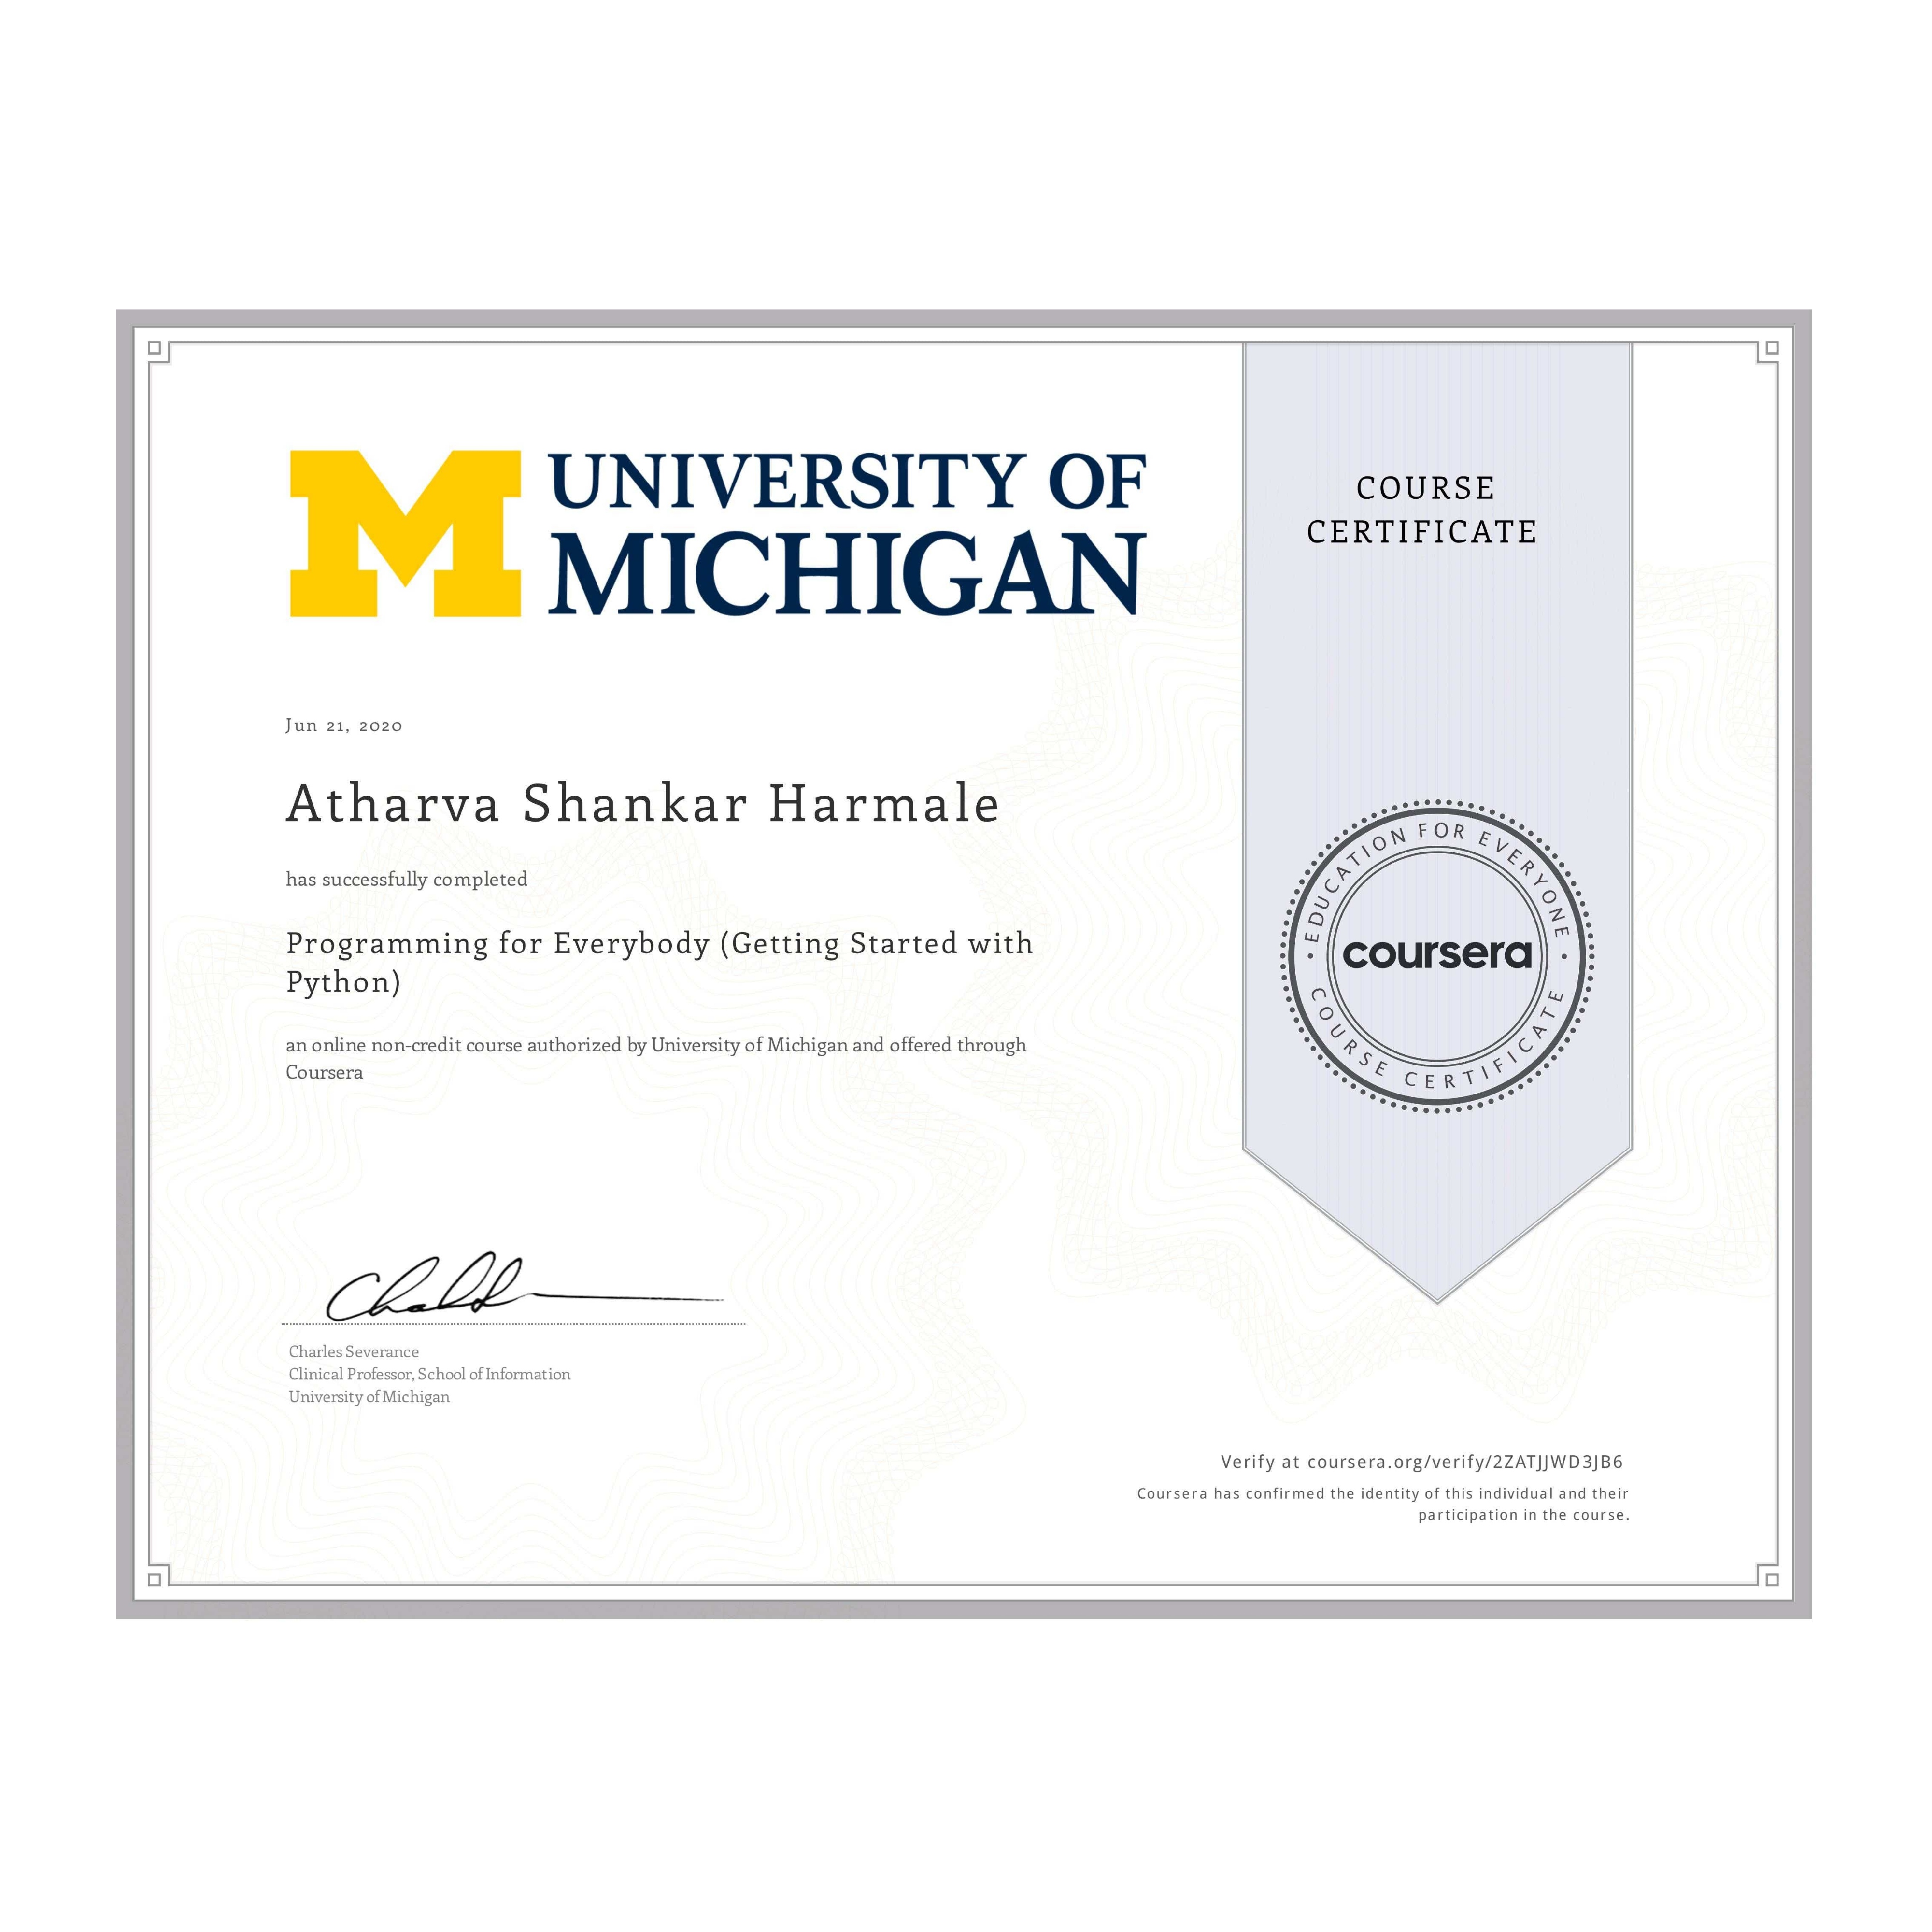 UNIVERSITY OF
MICHIGAN
COURSE
CERTIFICATE
Jun 21, 2020
Atharva Shankar Harmale
has successfully completed
Programming for Everybody (Getting Started with
Python)
an online non-credit course authorized by University of Michigan and offered through
Coursera
EDUCATION FOR EVERYONE
coursera
COURSE CERTIFICATE
Charles Severance
Clinical Professor, School of Information
University of Michigan
Verify at coursera.org/verify/2ZATJJWD3JB6
Coursera has confirmed the identity of this individual and their
participation in the course.